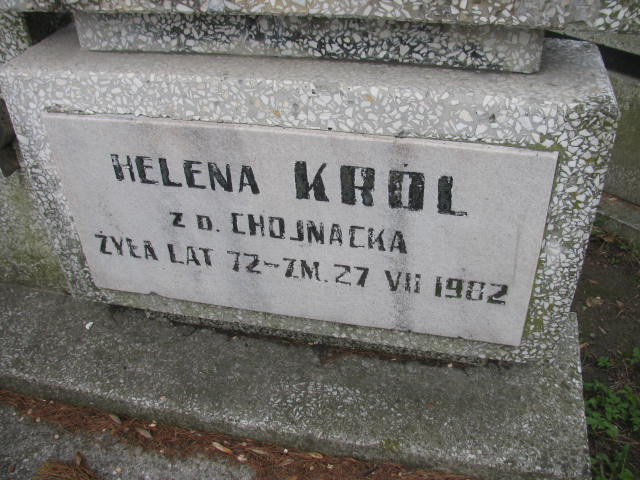 HELENA KRÓL
Z D. CHOJNACKA
ŻYŁA LAT 72-ZM. 27 VII 1982